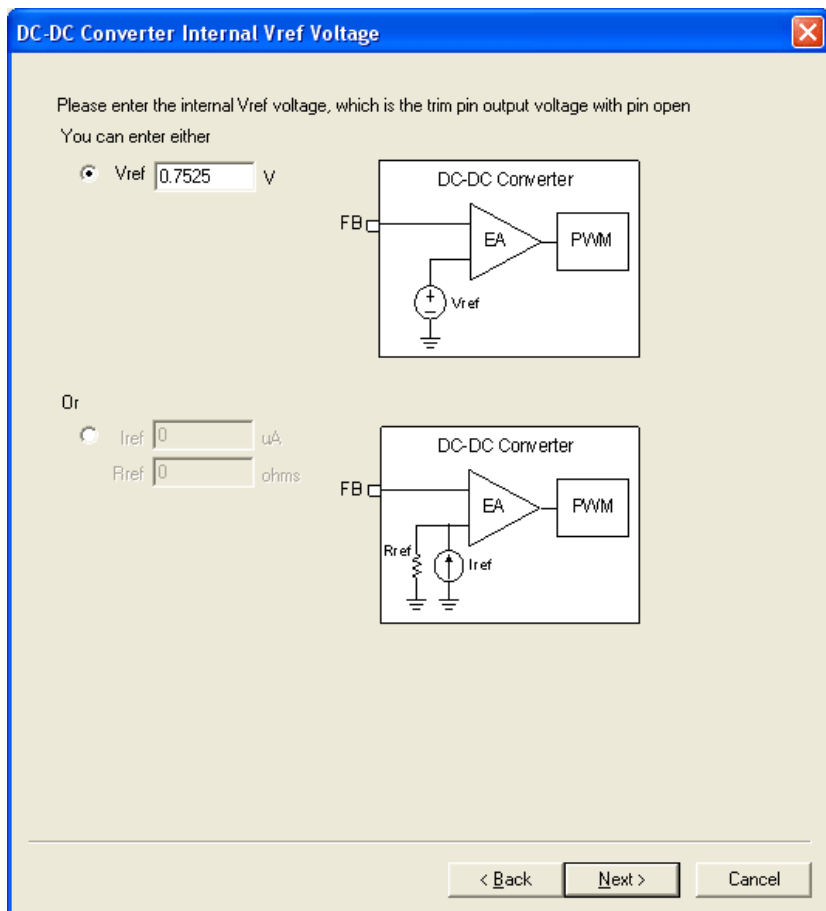 DC-DC Converter Internal Vref Voltage
Please enter the internal Vref voltage, which is the trim pin output voltage with pin open
You can enter either
Vref 0.7525 V
DC-DC Converter
FB
EA
PWM
+
−
Vref
Or
Iref 0 uA
Rref 0 ohms
DC-DC Converter
FB
EA
PWM
Rref
Iref
< Back
Next >
Cancel